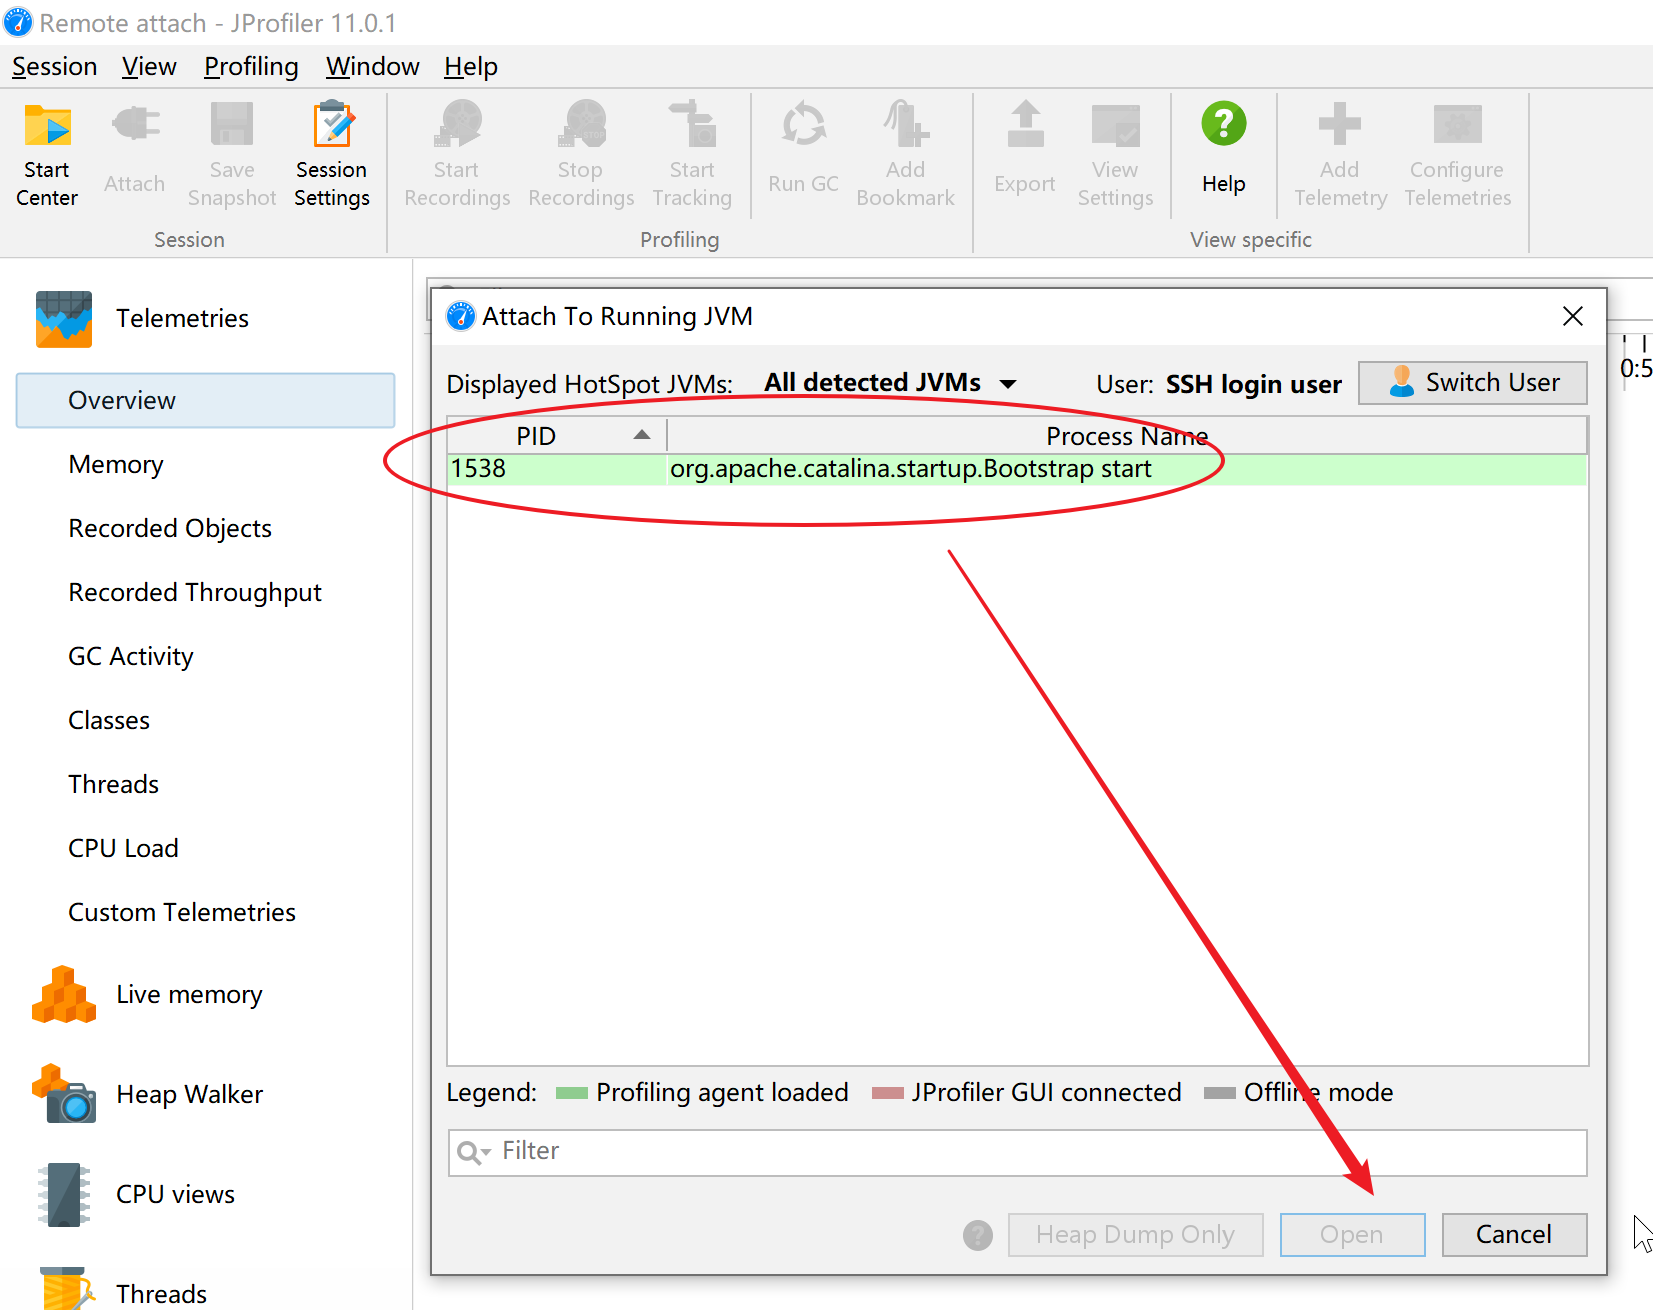 Remote attach - JProfiler 11.0.1
Session View Profiling Window Help
Start Center
Attach
Save Snapshot
Session Settings
Start Recordings
Stop Recordings
Start Tracking
Run GC
Add Bookmark
Export
View Settings
Help
Add Telemetry
Configure Telemetries
Session
Profiling
View specific
Telemetries
Overview
Memory
Recorded Objects
Recorded Throughput
GC Activity
Classes
Threads
CPU Load
Custom Telemetries
Live memory
Heap Walker
CPU views
Threads
Attach To Running JVM
Displayed HotSpot JVMs: All detected JVMs User: SSH login user Switch User
PID Process Name
1538 org.apache.catalina.startup.Bootstrap start
Legend: Profiling agent loaded JProfiler GUI connected Offline mode
Filter
Heap Dump Only Open Cancel
0:5